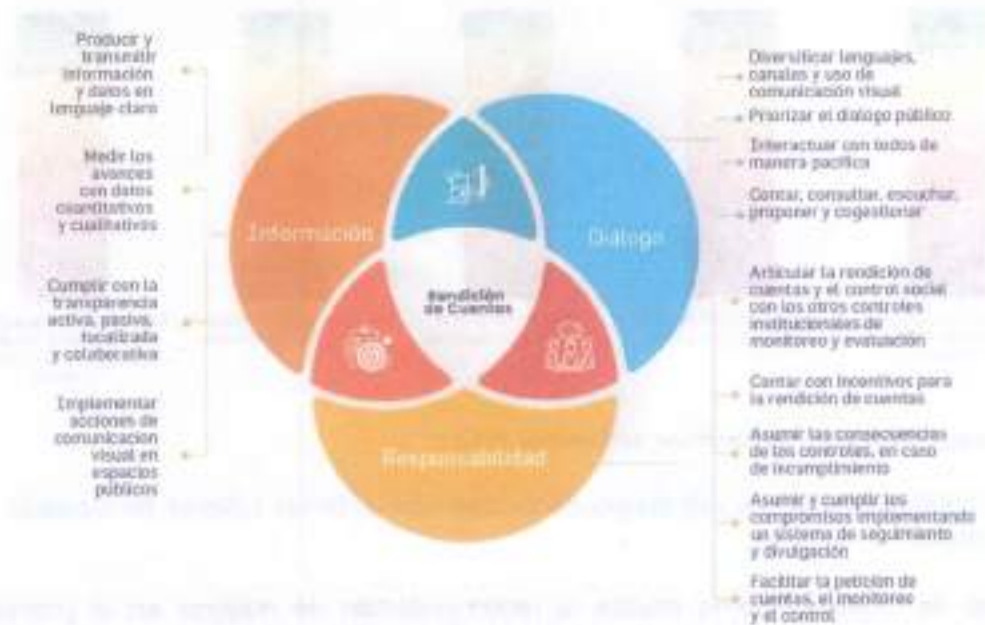 Producir y
transmitir
información
y datos en
lenguaje claro
Medir los
avances
con datos
cuantitativos
y cualitativos
Cumplir con la
transparencia
activa, pasiva,
focalizada
y colaborativa
Implementar
acciones de
comunicacion
visual en
espacios
públicos
Información
Diálogo
Rendición
de Cuentas
Responsabilidad
Diversificar lenguajes,
canales y uso de
comunicación visual
Priorizar el dialogo público
Interactuar con todos de
manera pacífica
Contar, consultar, escuchar,
proponer y cogestionar
Articular la rendición de
cuentas y el control social
con los otros controles
institucionales de
monitoreo y evaluación
Contar con incentivos para
la rendición de cuentas
Asumir las consecuencias
de los controles, en caso
de incumplimiento
Asumir y cumplir los
compromisos implementando
un sistema de seguimiento
y divulgación
Facilitar la petición de
cuentas, el monitoreo
y el control